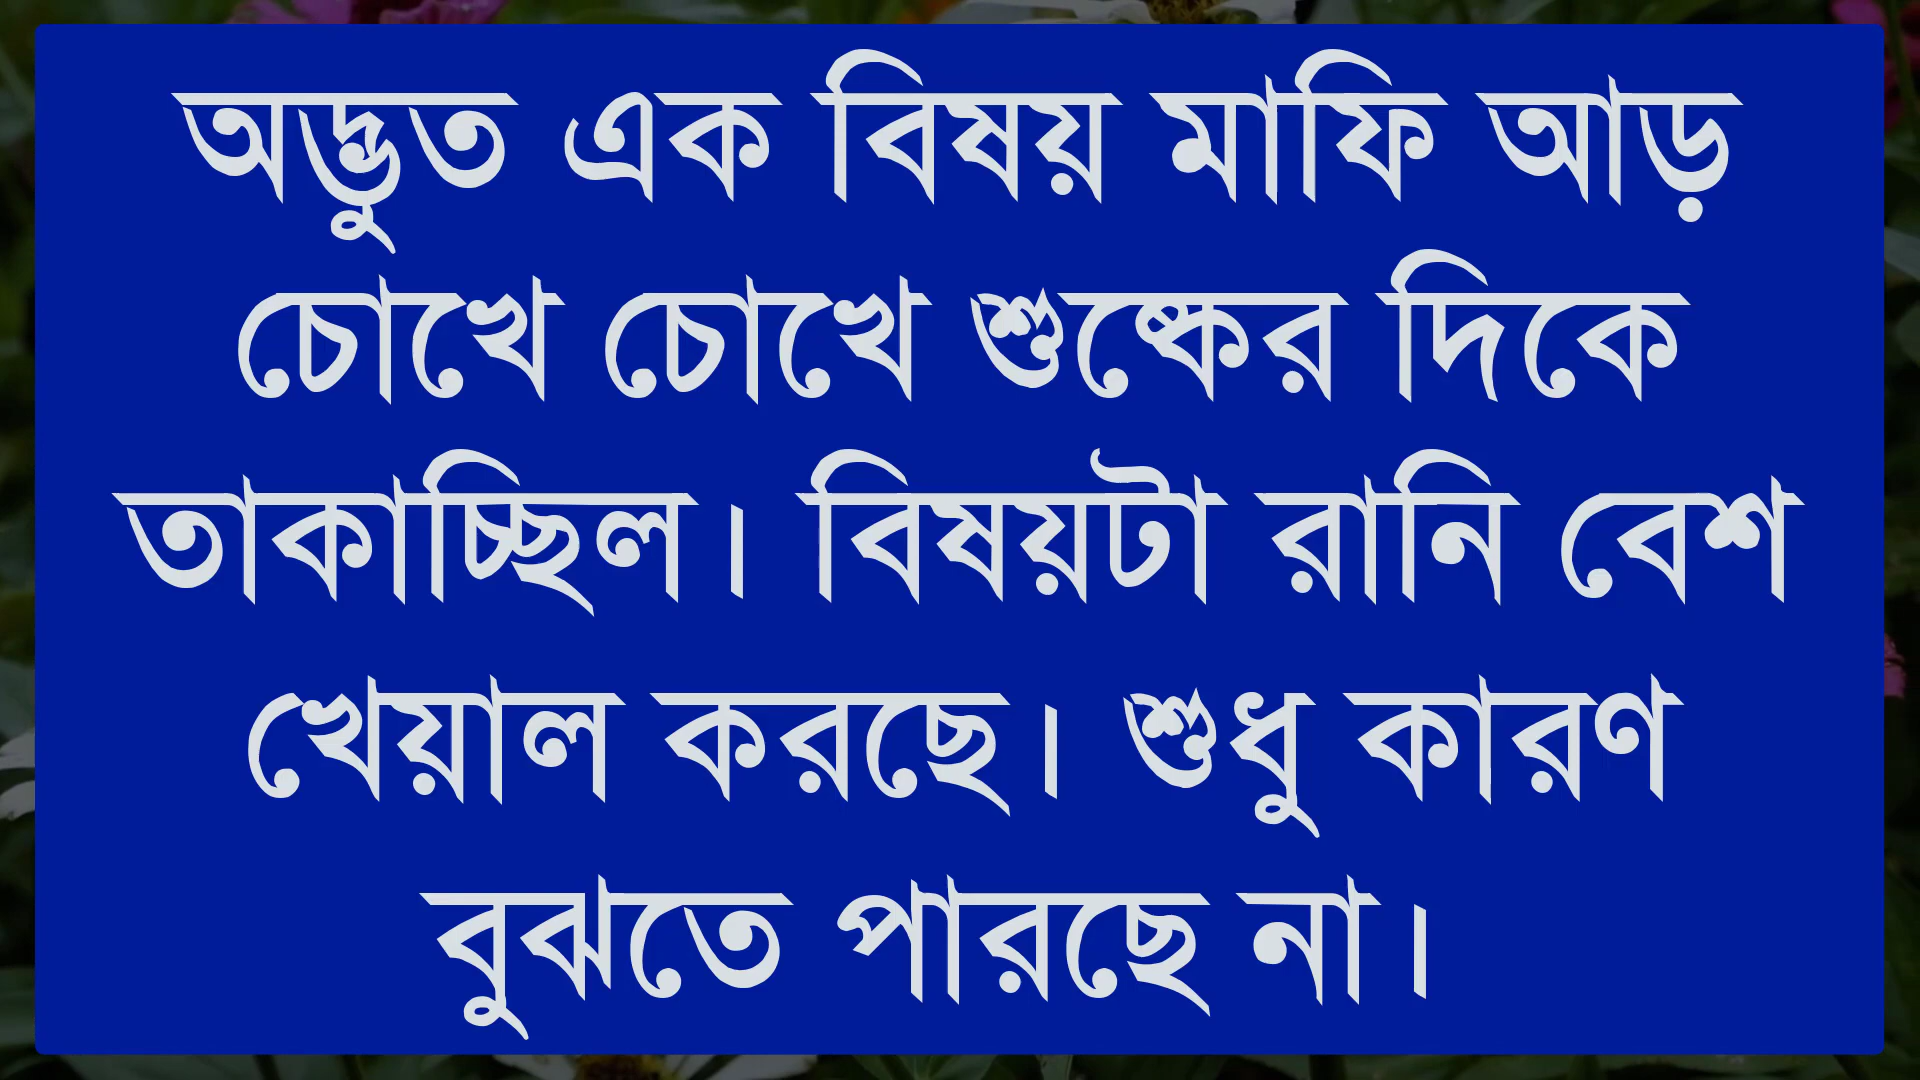 অদ্ভুত এক বিষয় মাফি আড়
চোখে চোখে শুষ্কের দিকে
তাকাচ্ছিল। বিষয়টা রানি বেশ
খেয়াল করছে। শুধু কারণ
বুঝতে পারছে না।